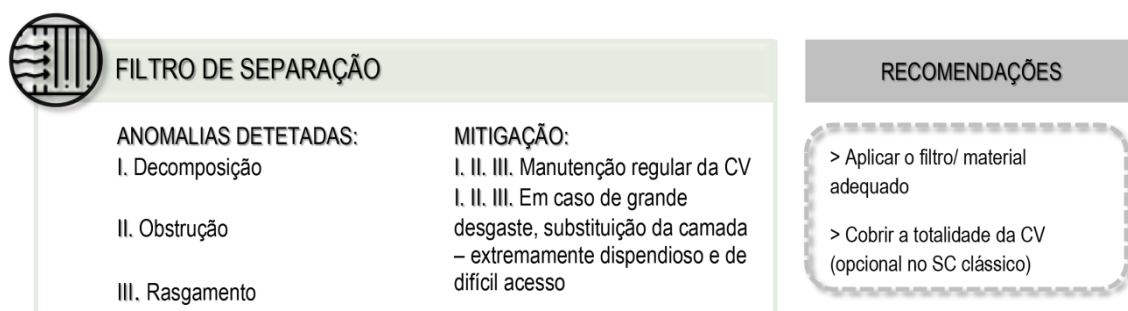 FILTRO DE SEPARAÇÃO
RECOMENDAÇÕES
ANOMALIAS DETETADAS:
I. Decomposição
II. Obstrução
III. Rasgamento
MITIGAÇÃO:
I. II. III. Manutenção regular da CV
I. II. III. Em caso de grande
desgaste, substituição da camada
– extremamente dispendioso e de
difícil acesso
> Aplicar o filtro/ material
adequado
> Cobrir a totalidade da CV
(opcional no SC clássico)